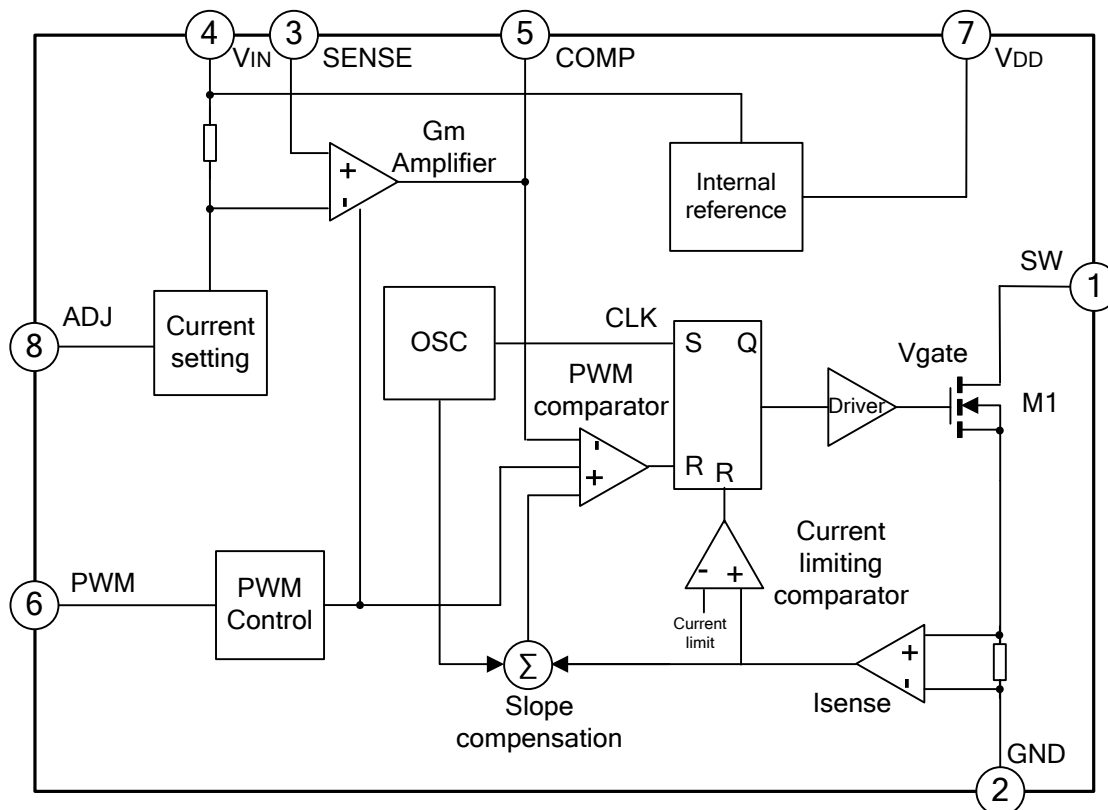 4
VIN
3
SENSE
5
COMP
7
VDD
Gm
Amplifier
+
-
Internal
reference
SW
1
8
ADJ
Current
setting
OSC
CLK
S
Q
R
R
PWM
comparator
-
+
Driver
Vgate
M1
6
PWM
PWM
Control
-
+
Current
limit
Current
limiting
comparator
Σ
Slope
compensation
+
-
Isense
GND
2